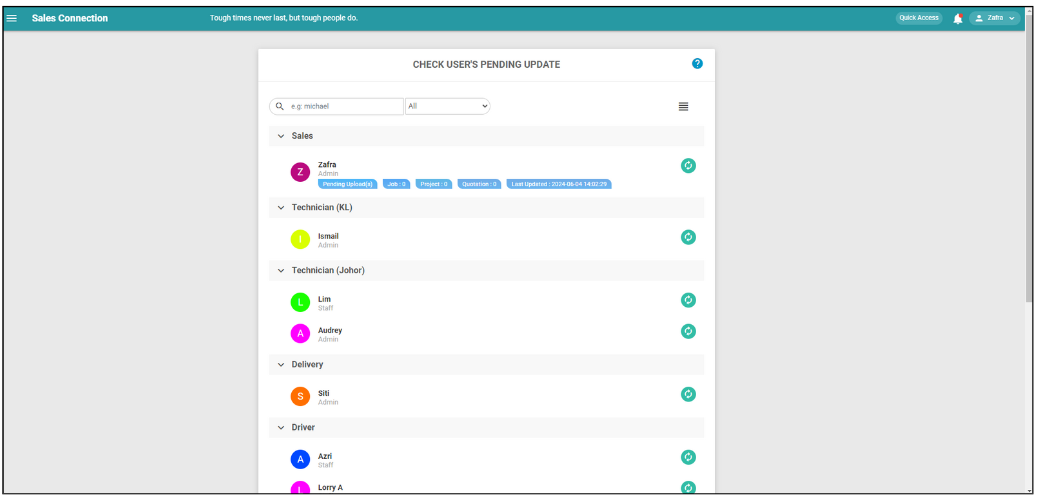 Sales Connection Tough times never last, but tough people do. Quick Access Zafra
CHECK USER'S PENDING UPDATE ?
e.g: michael All
Sales
Z Zafra
Admin
Pending Upload(s) Job : 0 Project : 0 Quotation : 0 Last Updated : 2024-06-04 14:02:29
Technician (KL)
I Ismail
Admin
Technician (Johor)
L Lim
Staff
A Audrey
Admin
Delivery
S Siti
Admin
Driver
A Azri
Staff
L Lorry A